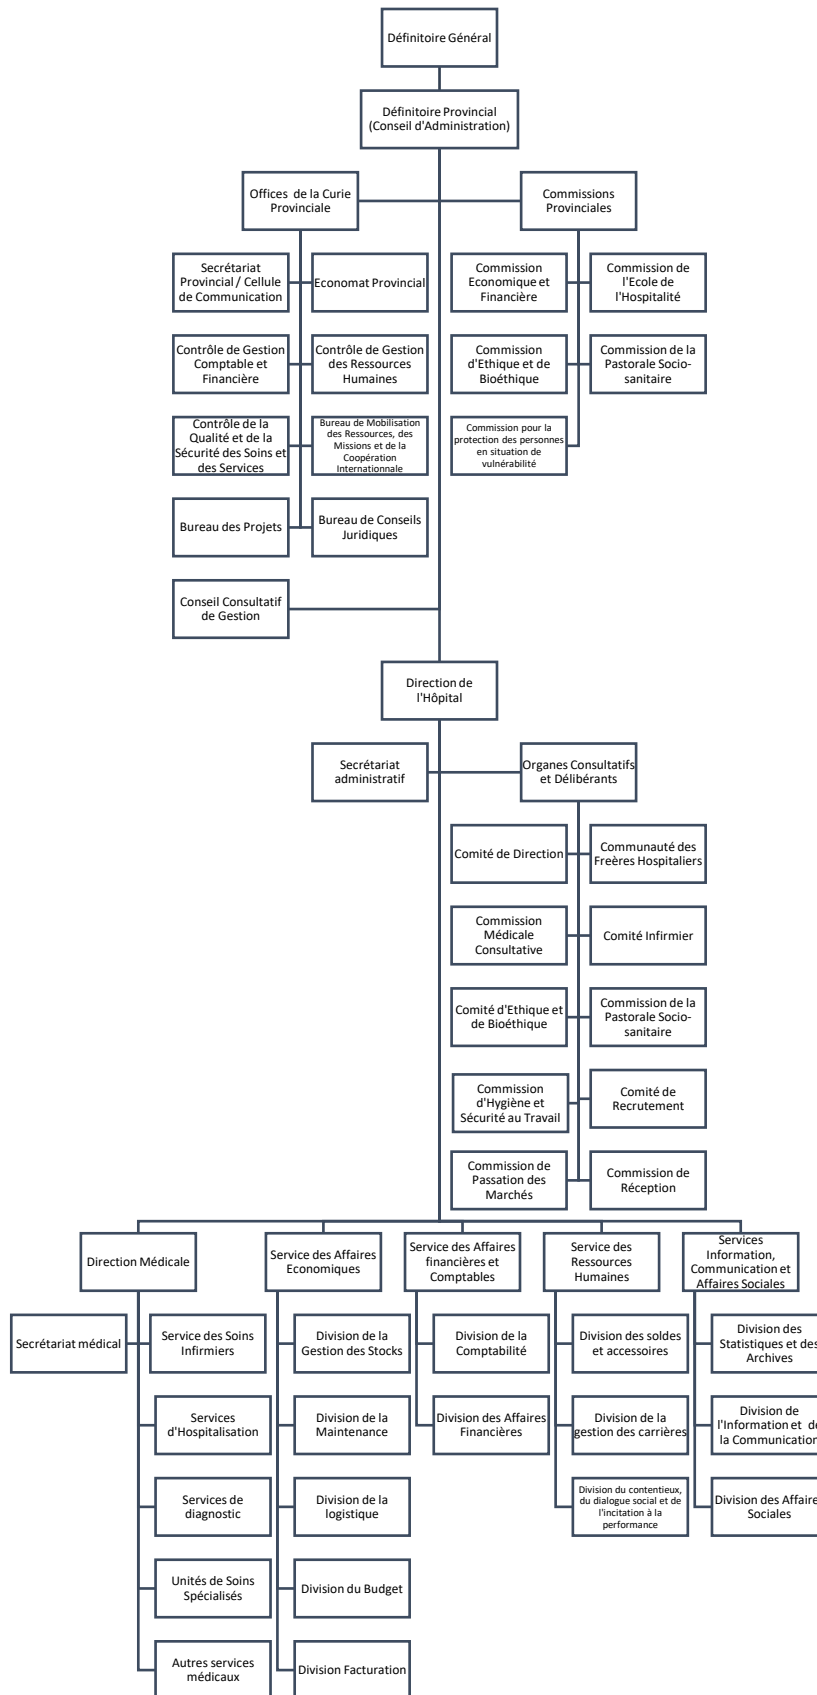 Définitoire Général
Définitoire Provincial
(Conseil d'Administration)
Offices de la Curie
Provinciale
Commissions
Provinciales
Secrétariat
Provincial / Cellule
de Communication
Economat Provincial
Commission
Economique et
Financière
Commission de
l'Ecole de
l'Hospitalité
Contrôle de Gestion
Comptable et
Financière
Contrôle de Gestion
des Ressources
Humaines
Commission
d'Ethique et de
Bioéthique
Commission de la
Pastorale Socio-
sanitaire
Contrôle de la
Qualité et de la
Sécurité des Soins et
des Services
Bureau de Mobilisation
des Ressources, des
Missions et de la
Coopération
Internationnale
Commission pour la
protection des personnes
en situation de
vulnérabilité
Bureau des Projets
Bureau de Conseils
Juridiques
Conseil Consultatif
de Gestion
Direction de
l'Hôpital
Secrétariat
administratif
Organes Consultatifs
et Délibérants
Comité de Direction
Communauté des
Freères Hospitaliers
Commission
Médicale
Consultative
Comité Infirmier
Comité d'Ethique et
de Bioéthique
Commission de la
Pastorale Socio-
sanitaire
Commission
d'Hygiène et
Sécurité au Travail
Comité de
Recrutement
Commission de
Passation des
Marchés
Commission de
Réception
Direction Médicale
Service des Affaires
Economiques
Service des Affaires
financières et
Comptables
Service des
Ressources
Humaines
Services
Information,
Communication et
Affaires Sociales
Secrétariat médical
Service des Soins
Infirmiers
Division de la
Gestion des Stocks
Division de la
Comptabilité
Division des soldes
et accessoires
Division des
Statistiques et des
Archives
Services
d'Hospitalisation
Division de la
Maintenance
Division des Affaires
Financières
Division de la
gestion des carrières
Division de
l'Information et de
la Communication
Services de
diagnostic
Division de la
logistique
Division du contentieux,
du dialogue social et de
l'incitation à la
performance
Division des Affaires
Sociales
Unités de Soins
Spécialisés
Division du Budget
Autres services
médicaux
Division Facturation